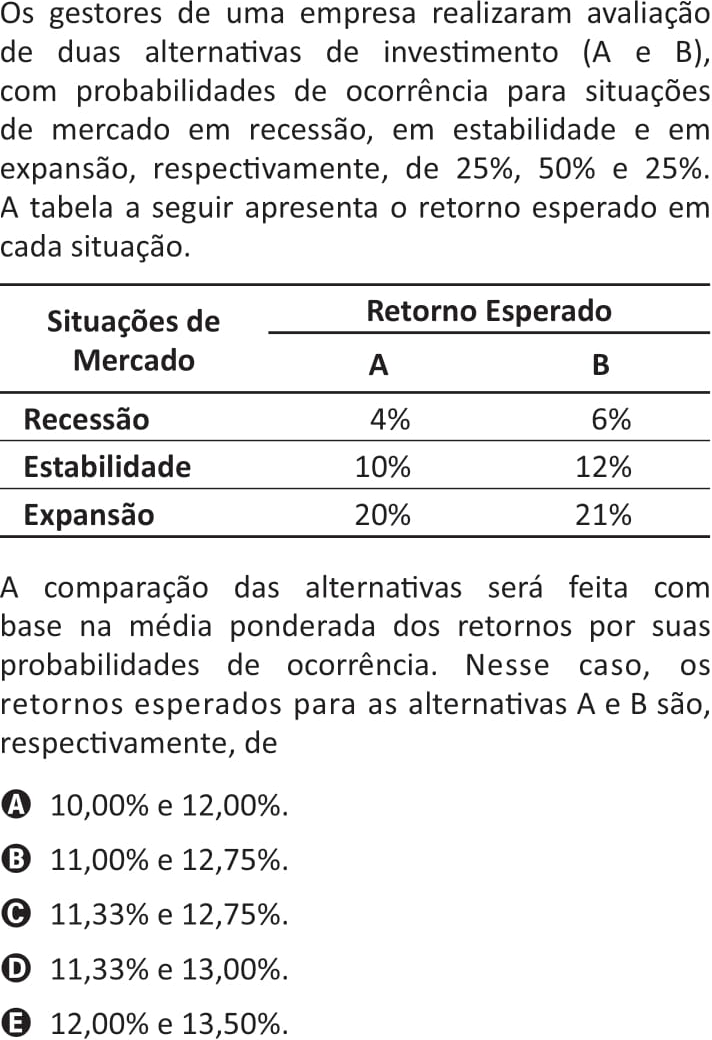 Os gestores de uma empresa realizaram avaliação
de duas alternativas de investimento (A e B),
com probabilidades de ocorrência para situações
de mercado em recessão, em estabilidade e em
expansão, respectivamente, de 25%, 50% e 25%.
A tabela a seguir apresenta o retorno esperado em
cada situação.
Situações de Mercado Retorno Esperado
A B
Recessão 4% 6%
Estabilidade 10% 12%
Expansão 20% 21%
A comparação das alternativas será feita com
base na média ponderada dos retornos por suas
probabilidades de ocorrência. Nesse caso, os
retornos esperados para as alternativas A e B são,
respectivamente, de
A 10,00% e 12,00%.
B 11,00% e 12,75%.
C 11,33% e 12,75%.
D 11,33% e 13,00%.
E 12,00% e 13,50%.